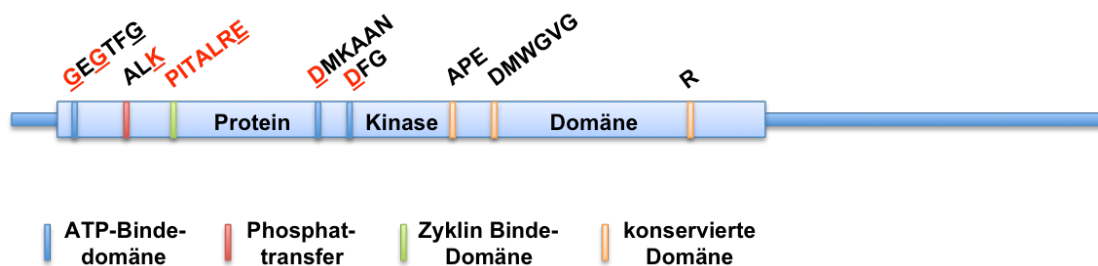 GEGTFG ALK PITALRE DMKAAN DFG APE DMWGVG R
Protein Kinase Domäne
ATP-Binde-
domäne
Phosphat-
transfer
Zyklin Binde-
Domäne
konservierte
Domäne